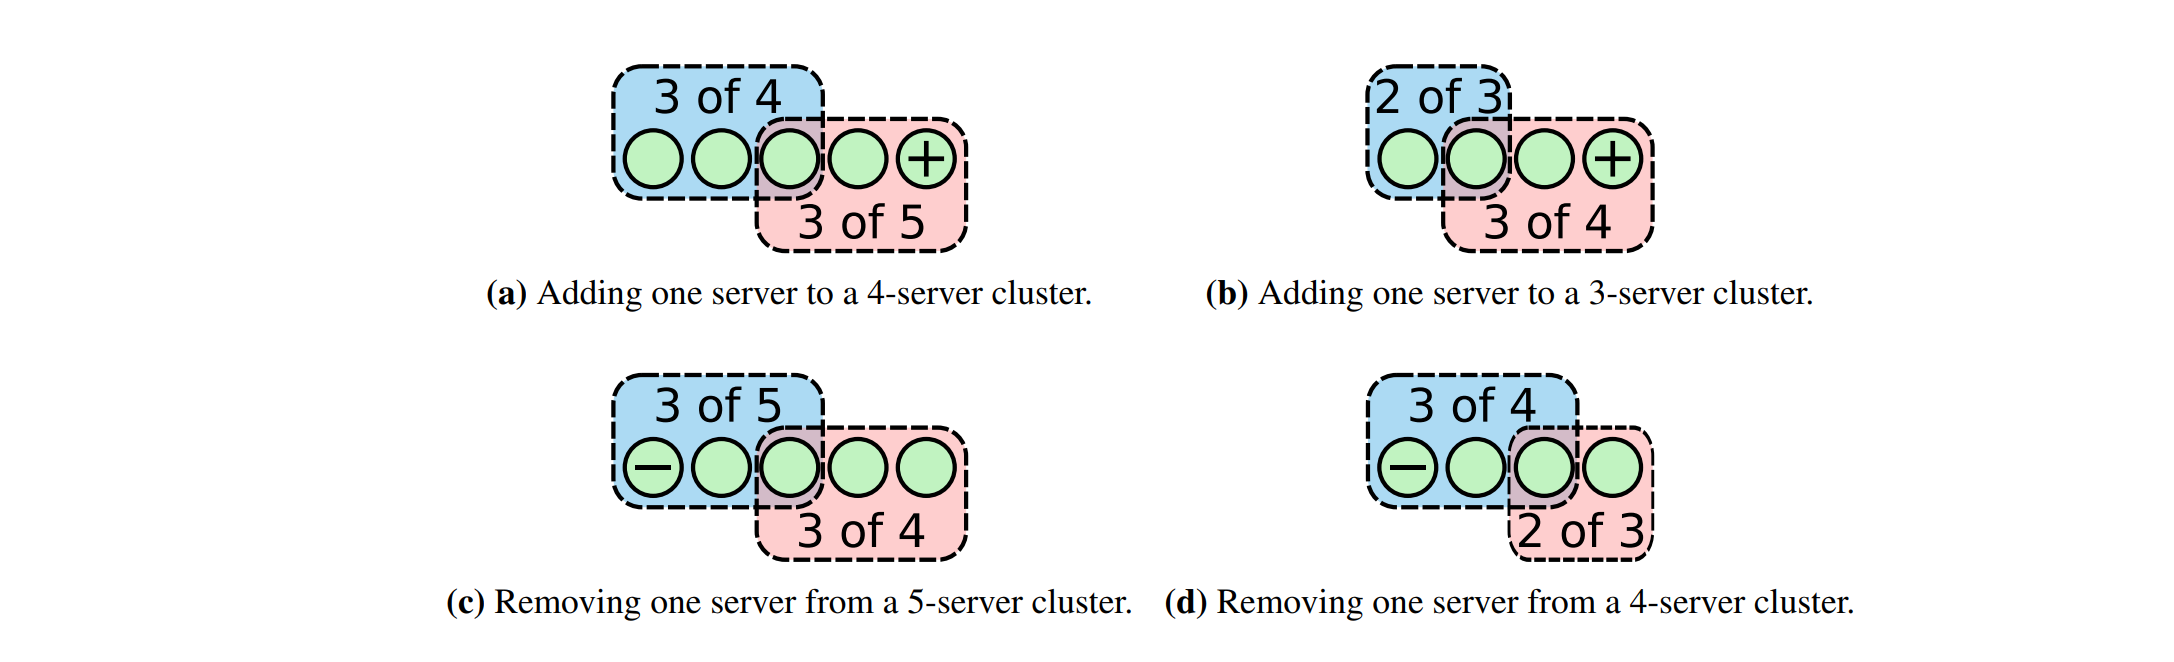 3 of 4
+
3 of 5
(a) Adding one server to a 4-server cluster.
2 of 3
+
3 of 4
(b) Adding one server to a 3-server cluster.
3 of 5
−
3 of 4
(c) Removing one server from a 5-server cluster.
3 of 4
−
2 of 3
(d) Removing one server from a 4-server cluster.